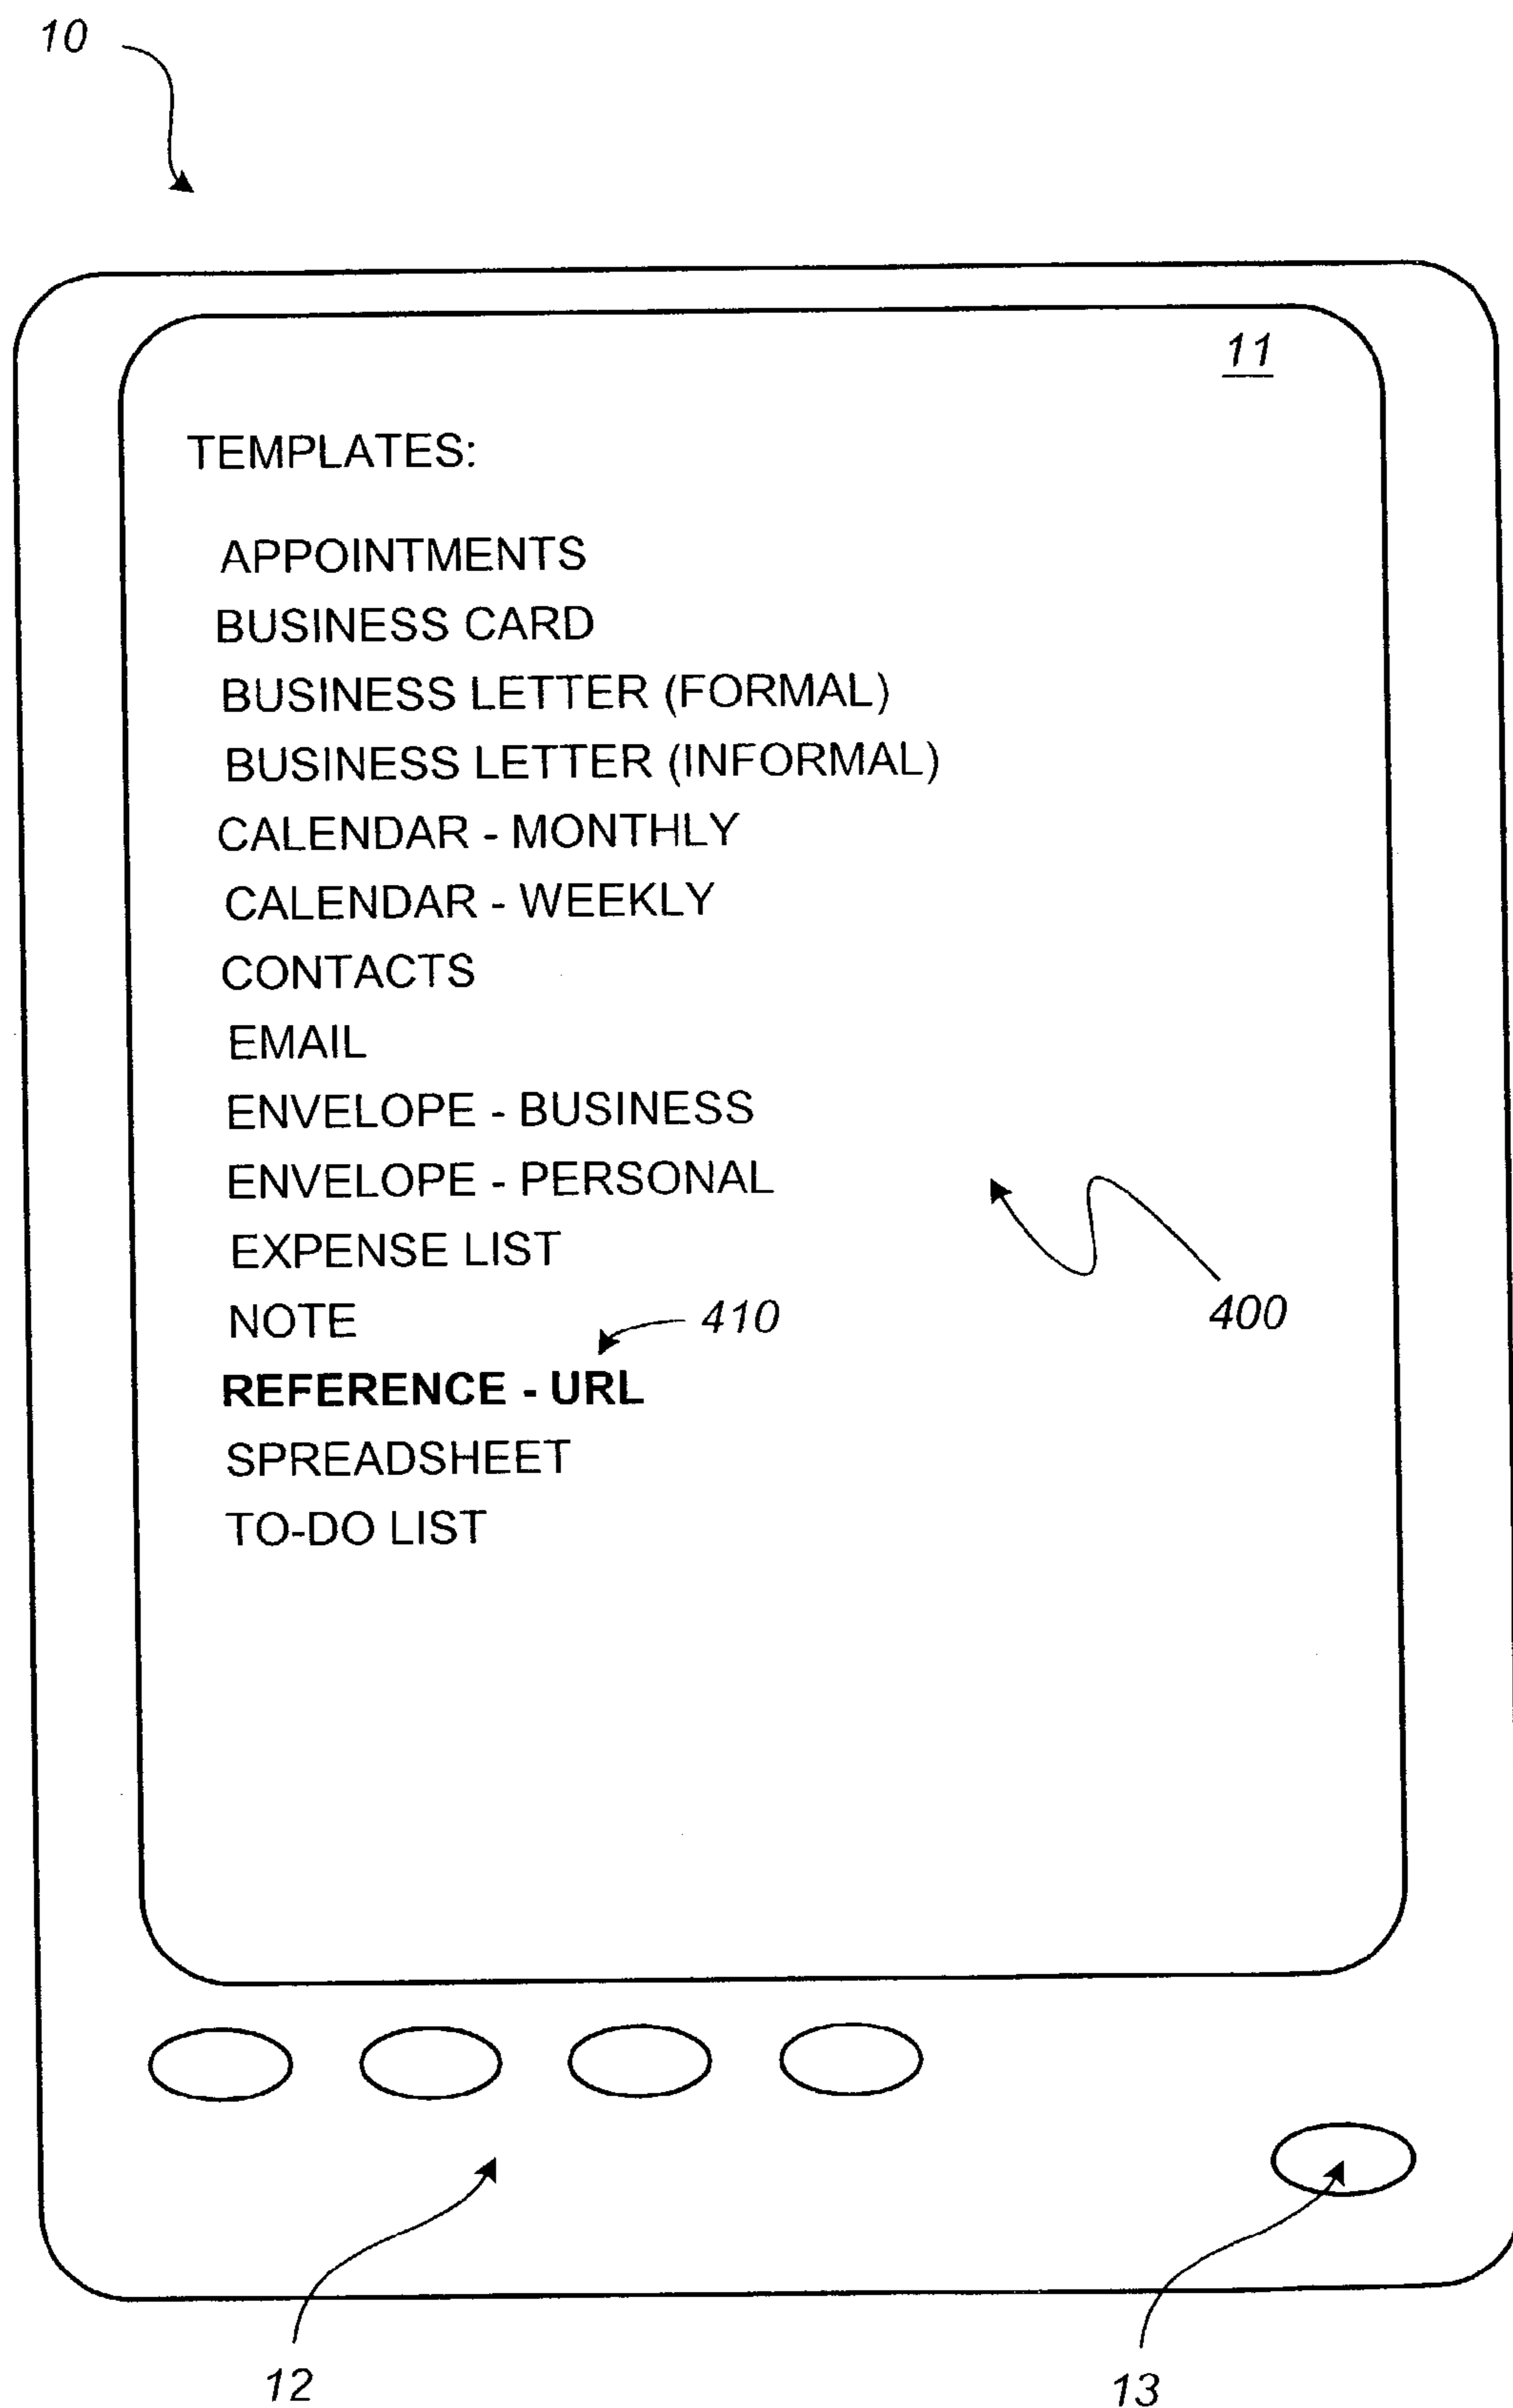 10
11
TEMPLATES:
APPOINTMENTS
BUSINESS CARD
BUSINESS LETTER (FORMAL)
BUSINESS LETTER (INFORMAL)
CALENDAR - MONTHLY
CALENDAR - WEEKLY
CONTACTS
EMAIL
ENVELOPE - BUSINESS
ENVELOPE - PERSONAL
EXPENSE LIST
400
NOTE
410
REFERENCE - URL
SPREADSHEET
TO-DO LIST
12
13